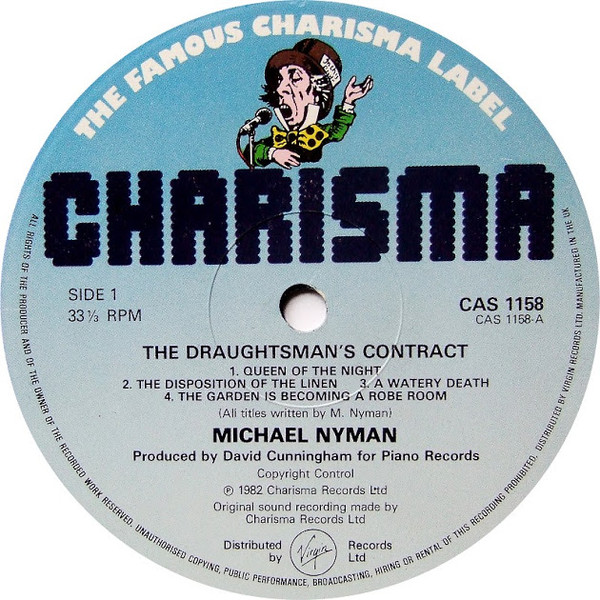 THE FAMOUS CHARISMA LABEL
CHARISMA
SIDE 1
33⅓ RPM
CAS 1158
CAS 1158-A
THE DRAUGHTSMAN'S CONTRACT
1. QUEEN OF THE NIGHT
2. THE DISPOSITION OF THE LINEN 3. A WATERY DEATH
4. THE GARDEN IS BECOMING A ROBE ROOM
(All titles written by M. Nyman)
MICHAEL NYMAN
Produced by David Cunningham for Piano Records
Copyright Control
℗ 1982 Charisma Records Ltd
Original sound recording made by
Charisma Records Ltd
Distributed by Virgin Records Ltd
ALL RIGHTS OF THE PRODUCER AND OF THE OWNER OF THE RECORDED WORK RESERVED. UNAUTHORISED COPYING, PUBLIC PERFORMANCE, BROADCASTING, HIRING OR RENTAL OF THIS RECORDING PROHIBITED. DISTRIBUTED BY VIRGIN RECORDS LTD. MANUFACTURED IN THE UK